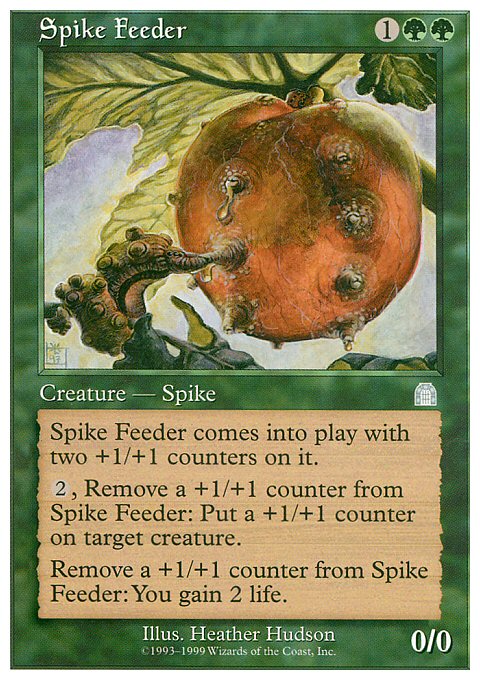 Spike Feeder 1
Creature — Spike
Spike Feeder comes into play with
two +1/+1 counters on it.
2, Remove a +1/+1 counter from
Spike Feeder: Put a +1/+1 counter
on target creature.
Remove a +1/+1 counter from Spike
Feeder: You gain 2 life.
Illus. Heather Hudson
0/0
©1993–1999 Wizards of the Coast, Inc.